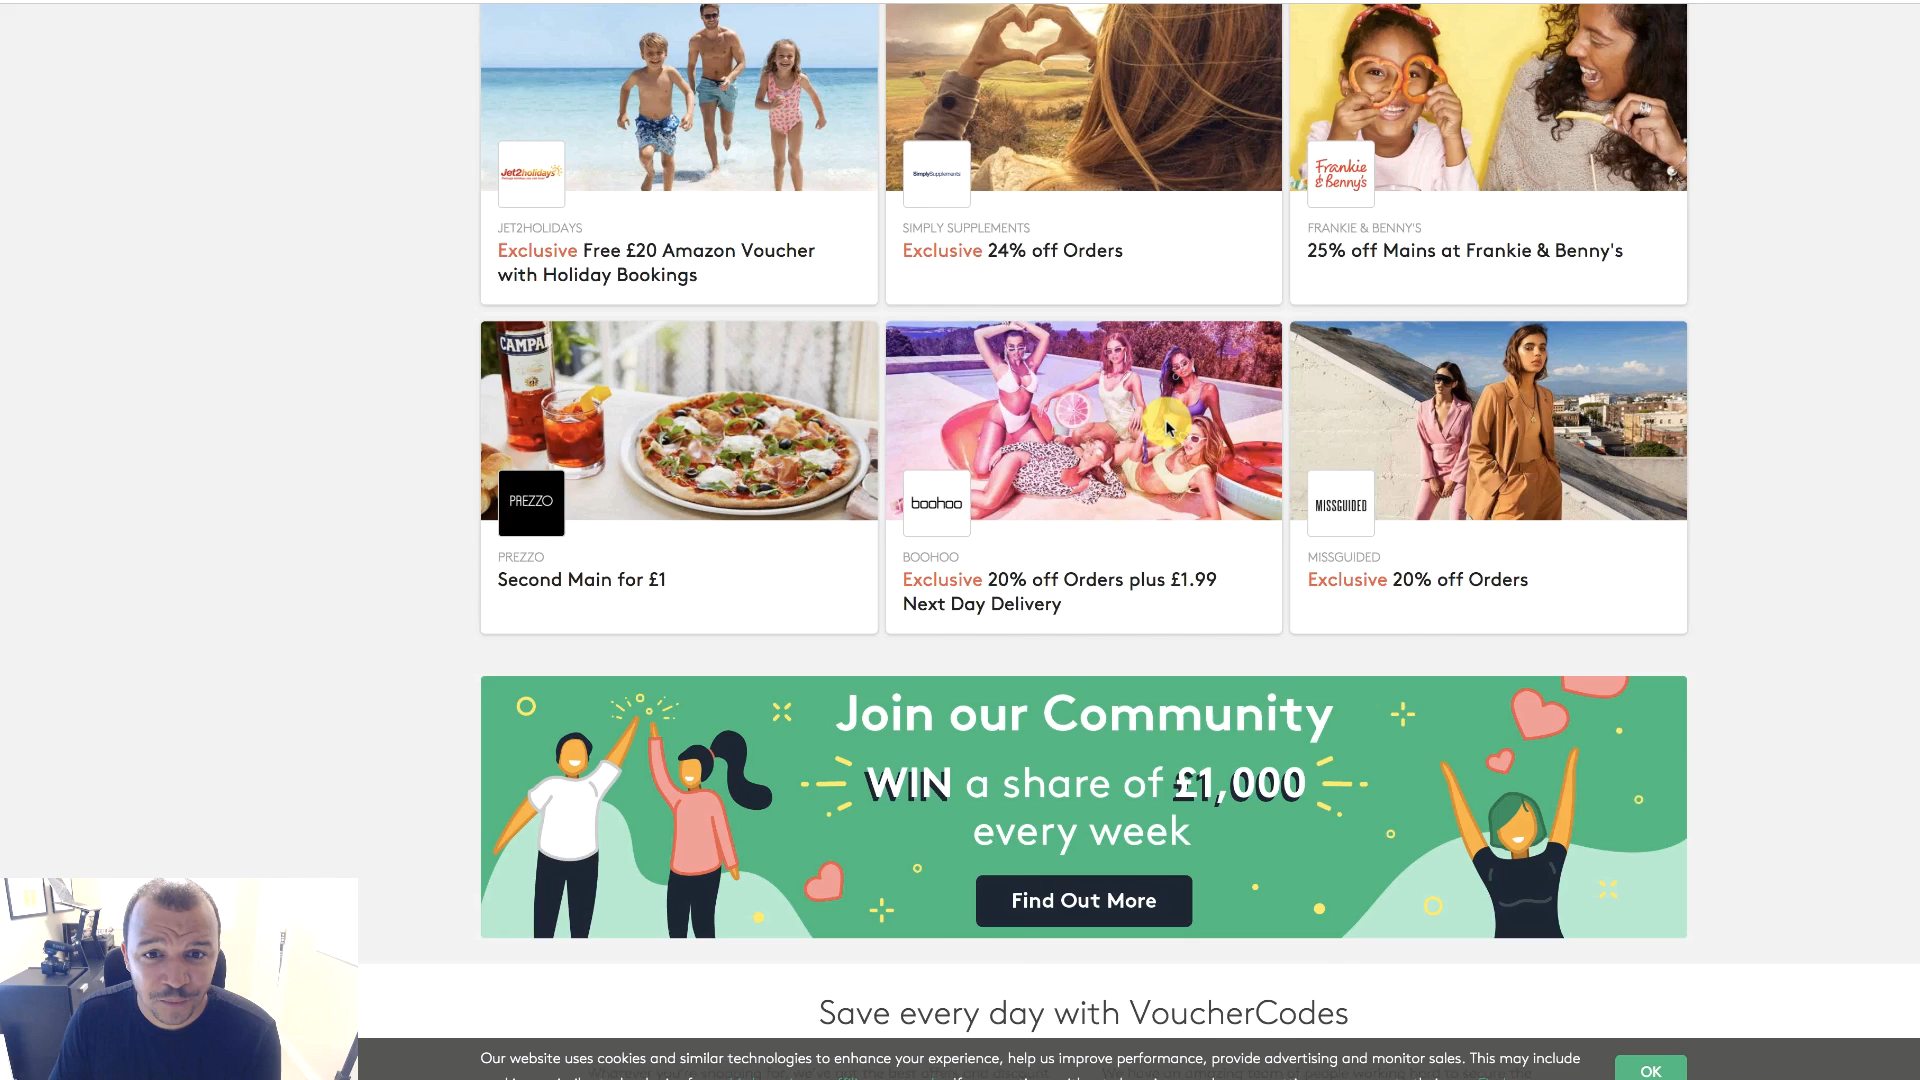 Jet2holidays
SimplySupplements
Frankie
& Benny's
JET2HOLIDAYS
Exclusive Free £20 Amazon Voucher
with Holiday Bookings
SIMPLY SUPPLEMENTS
Exclusive 24% off Orders
FRANKIE & BENNY'S
25% off Mains at Frankie & Benny's
CAMPA
PREZZO
boohoo
MISSGUIDED
PREZZO
Second Main for £1
BOOHOO
Exclusive 20% off Orders plus £1.99
Next Day Delivery
MISSGUIDED
Exclusive 20% off Orders
Join our Community
WIN a share of £1,000
every week
Find Out More
Save every day with VoucherCodes
Our website uses cookies and similar technologies to enhance your experience, help us improve performance, provide advertising and monitor sales. This may include
OK